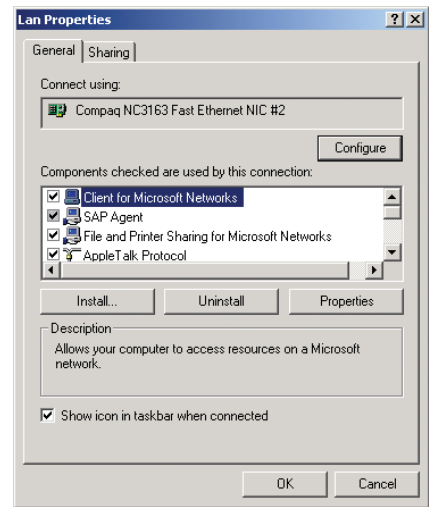 Lan Properties
General Sharing
Connect using:
Compaq NC3163 Fast Ethernet NIC #2
Configure
Components checked are used by this connection:
Client for Microsoft Networks
SAP Agent
File and Printer Sharing for Microsoft Networks
AppleTalk Protocol
Install... Uninstall Properties
Description
Allows your computer to access resources on a Microsoft
network.
Show icon in taskbar when connected
OK Cancel